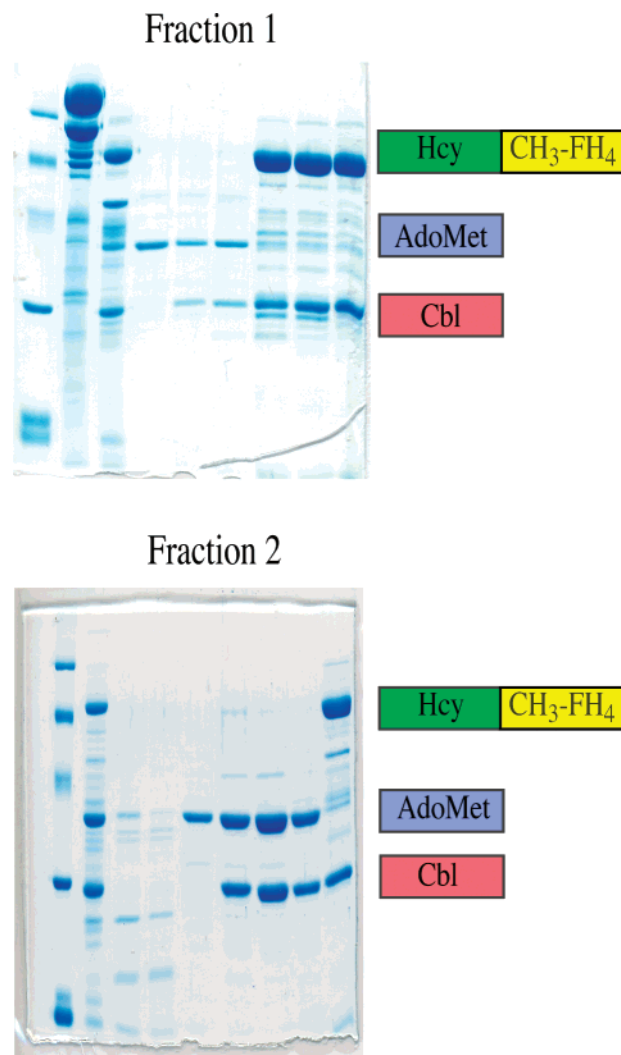 Fraction 1
Hcy CH₃-FH₄
AdoMet
Cbl
Fraction 2
Hcy CH₃-FH₄
AdoMet
Cbl